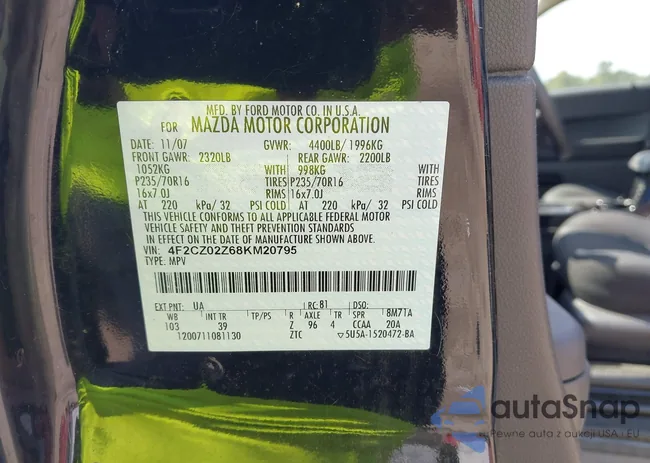 MFD. BY FORD MOTOR CO. IN U.S.A.
FOR MAZDA MOTOR CORPORATION
DATE: 11/07 GVWR: 4400LB/ 1996KG
FRONT GAWR: 2320LB REAR GAWR: 2200LB
1052KG WITH 998KG WITH
P235/70R16 TIRES P235/70R16 TIRES
16x7.0J RIMS 16x7.0J RIMS
AT 220 kPa/ 32 PSI COLD AT 220 kPa/ 32 PSI COLD
THIS VEHICLE CONFORMS TO ALL APPLICABLE FEDERAL MOTOR
VEHICLE SAFETY AND THEFT PREVENTION STANDARDS
IN EFFECT ON THE DATE OF MANUFACTURE SHOWN ABOVE.
VIN: 4F2CZ02Z68KM20795
TYPE: MPV
EXT PNT: UA RC: 81 DSO:
WB INT TR TP/PS R AXLE TR SPR 8M71A
103 39 Z 96 4 CCAA 20A
1200711081130 ZTC ▽5U5A-1520472-BA
autaSnap
Pewne auta z aukcji USA i EU